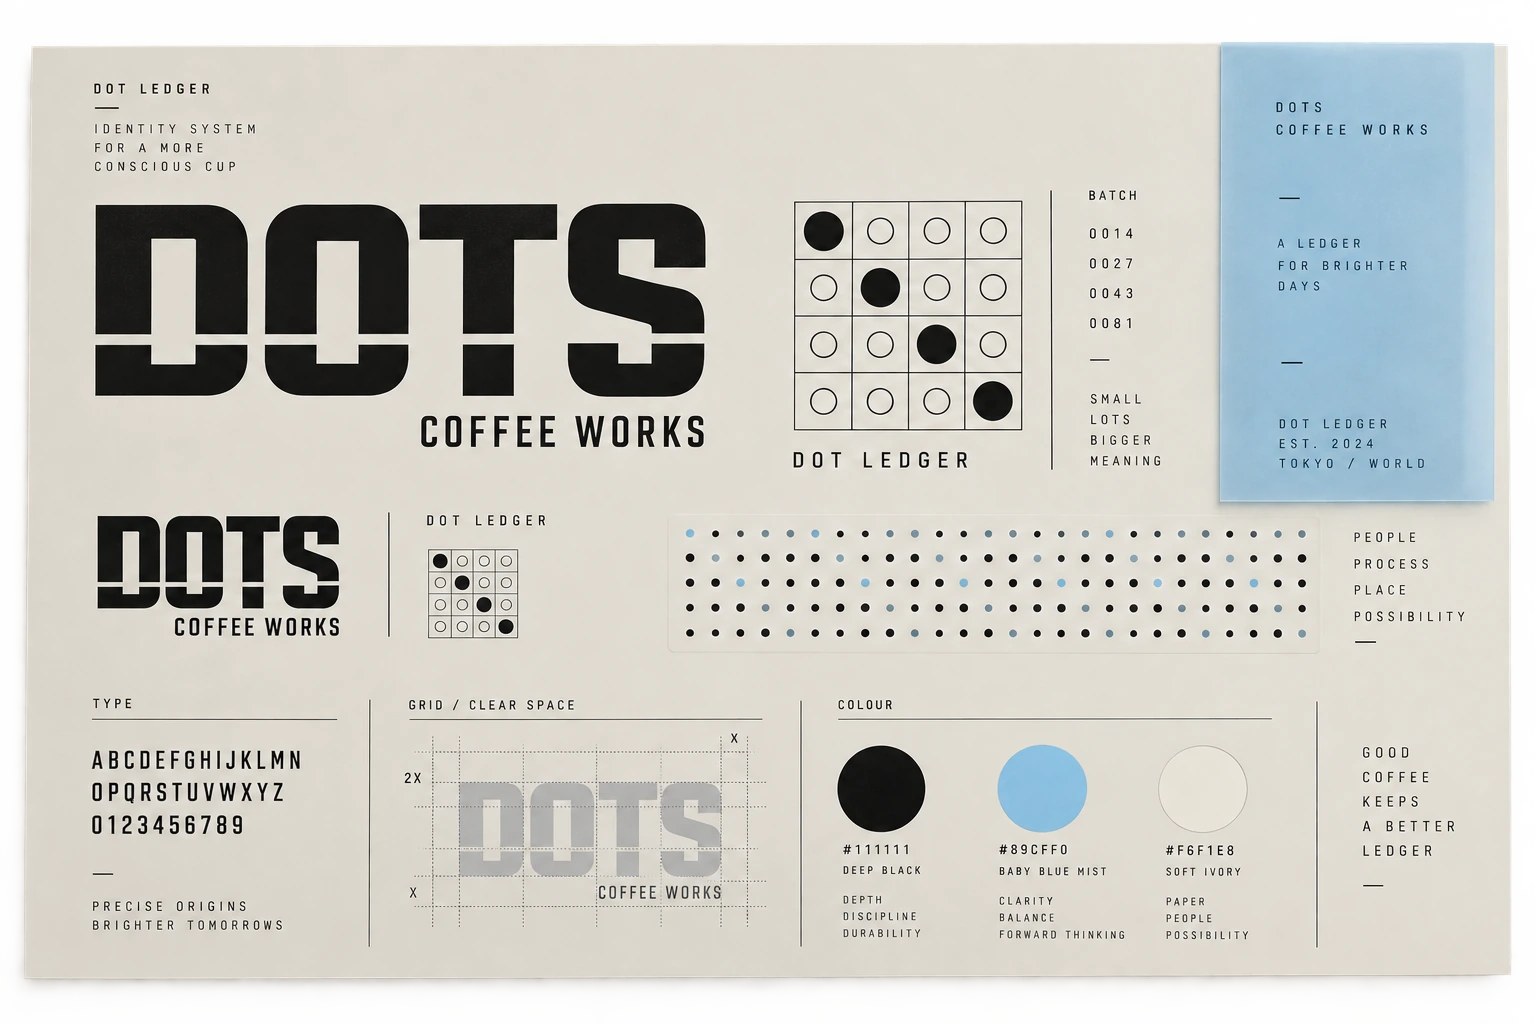 DOT LEDGER
IDENTITY SYSTEM
FOR A MORE
CONSCIOUS CUP
DOTS
COFFEE WORKS
DOT LEDGER
BATCH
0014
0027
0043
0081
SMALL
LOTS
BIGGER
MEANING
DOTS
COFFEE WORKS
A LEDGER
FOR BRIGHTER
DAYS
DOT LEDGER
EST. 2024
TOKYO / WORLD
DOTS
COFFEE WORKS
DOT LEDGER
PEOPLE
PROCESS
PLACE
POSSIBILITY
TYPE
ABCDEFGHIJKLMN
OPQRSTUVWXYZ
0123456789
PRECISE ORIGINS
BRIGHTER TOMORROWS
GRID / CLEAR SPACE
X
2X
DOTS
X
COFFEE WORKS
COLOUR
#111111
DEEP BLACK
DEPTH
DISCIPLINE
DURABILITY
#89CFF0
BABY BLUE MIST
CLARITY
BALANCE
FORWARD THINKING
#F6F1E8
SOFT IVORY
PAPER
PEOPLE
POSSIBILITY
GOOD
COFFEE
KEEPS
A BETTER
LEDGER